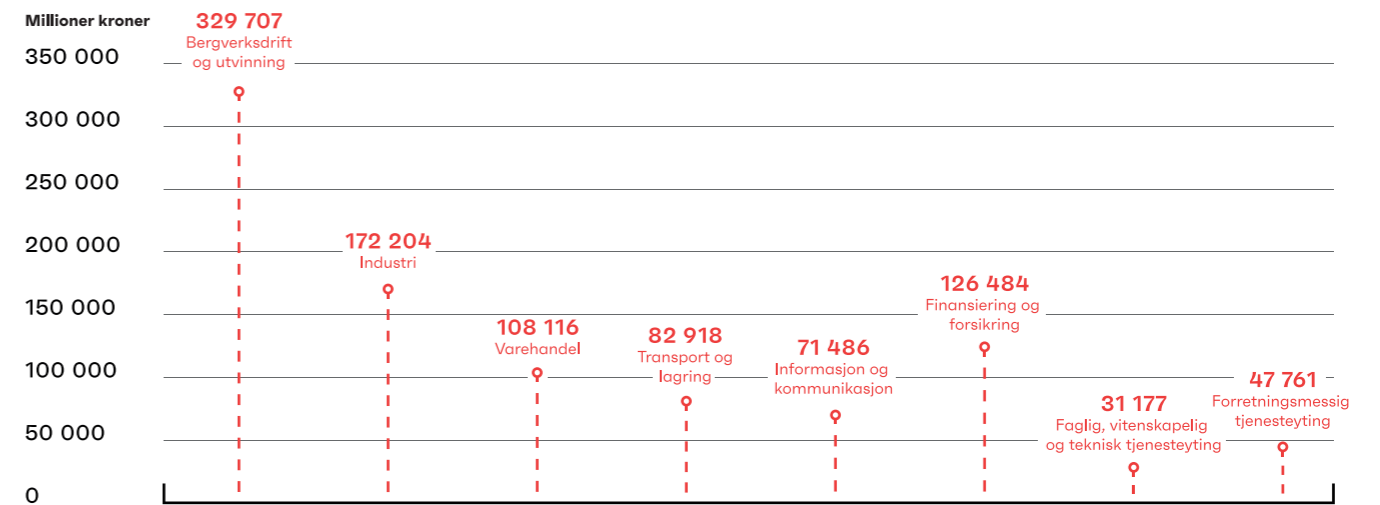 Millioner kroner
350 000
300 000
250 000
200 000
150 000
100 000
50 000
0
329 707
Bergverksdrift
og utvinning
172 204
Industri
108 116
Varehandel
82 918
Transport og
lagring
71 486
Informasjon og
kommunikasjon
126 484
Finansiering og
forsikring
31 177
Faglig, vitenskapelig
og teknisk tjenesteyting
47 761
Forretningsmessig
tjenesteyting